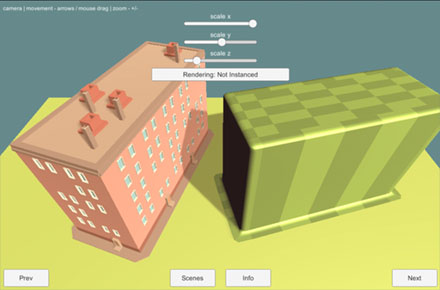 camera | movement - arrows / mouse drag | zoom - +/-
scale x
scale y
scale z
Rendering: Not Instanced
Prev
Scenes
Info
Next